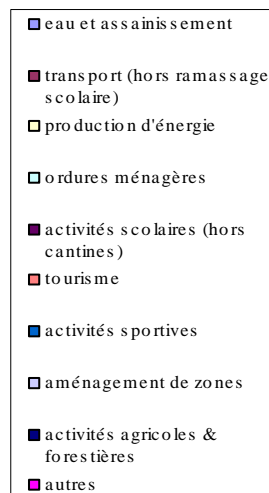 eau et assainissement
transport (hors ramassage
scolaire)
production d'énergie
ordures ménagères
activités scolaires (hors
cantines)
tourisme
activités sportives
aménagement de zones
activités agricoles &
forestières
autres